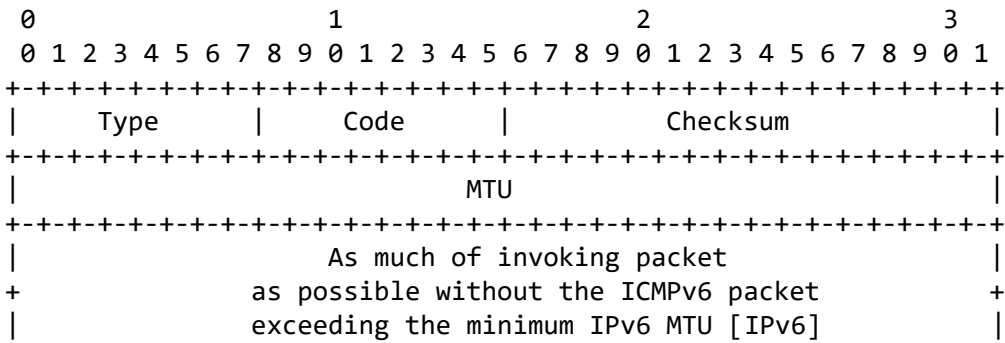 0                   1                   2                   3
 0 1 2 3 4 5 6 7 8 9 0 1 2 3 4 5 6 7 8 9 0 1 2 3 4 5 6 7 8 9 0 1
+-+-+-+-+-+-+-+-+-+-+-+-+-+-+-+-+-+-+-+-+-+-+-+-+-+-+-+-+-+-+-+-+
|     Type      |     Code      |          Checksum             |
+-+-+-+-+-+-+-+-+-+-+-+-+-+-+-+-+-+-+-+-+-+-+-+-+-+-+-+-+-+-+-+-+
|                             MTU                               |
+-+-+-+-+-+-+-+-+-+-+-+-+-+-+-+-+-+-+-+-+-+-+-+-+-+-+-+-+-+-+-+-+
|                    As much of invoking packet                 |
+               as possible without the ICMPv6 packet           +
|               exceeding the minimum IPv6 MTU [IPv6]           |